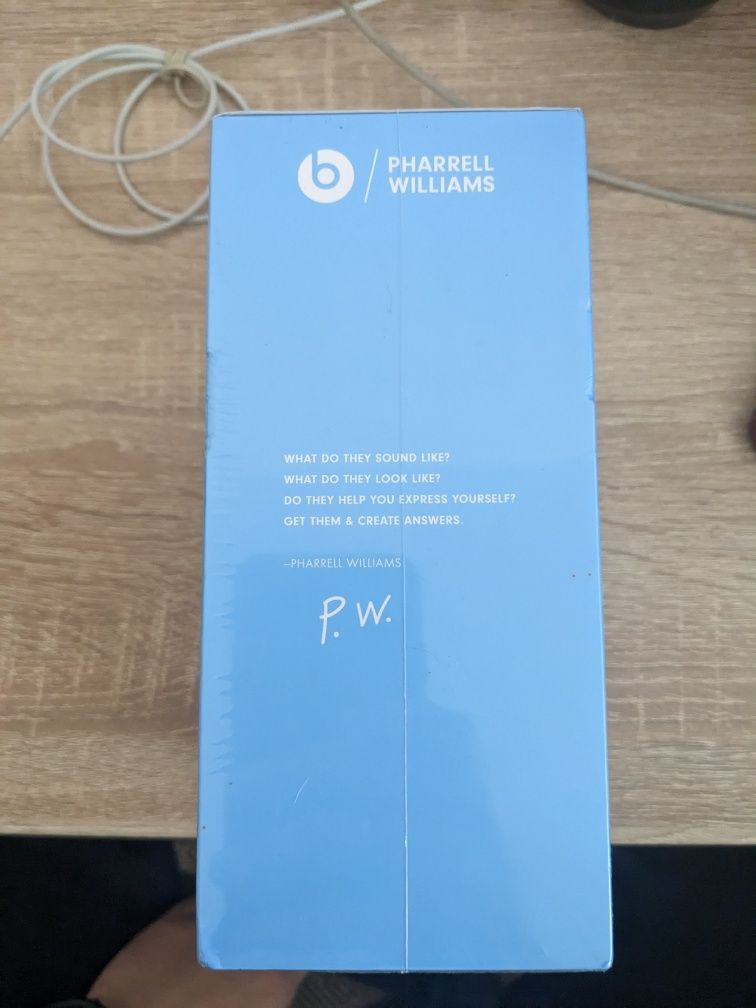 b / PHARRELL
WILLIAMS
WHAT DO THEY SOUND LIKE?
WHAT DO THEY LOOK LIKE?
DO THEY HELP YOU EXPRESS YOURSELF?
GET THEM & CREATE ANSWERS.
–PHARRELL WILLIAMS
P. W.